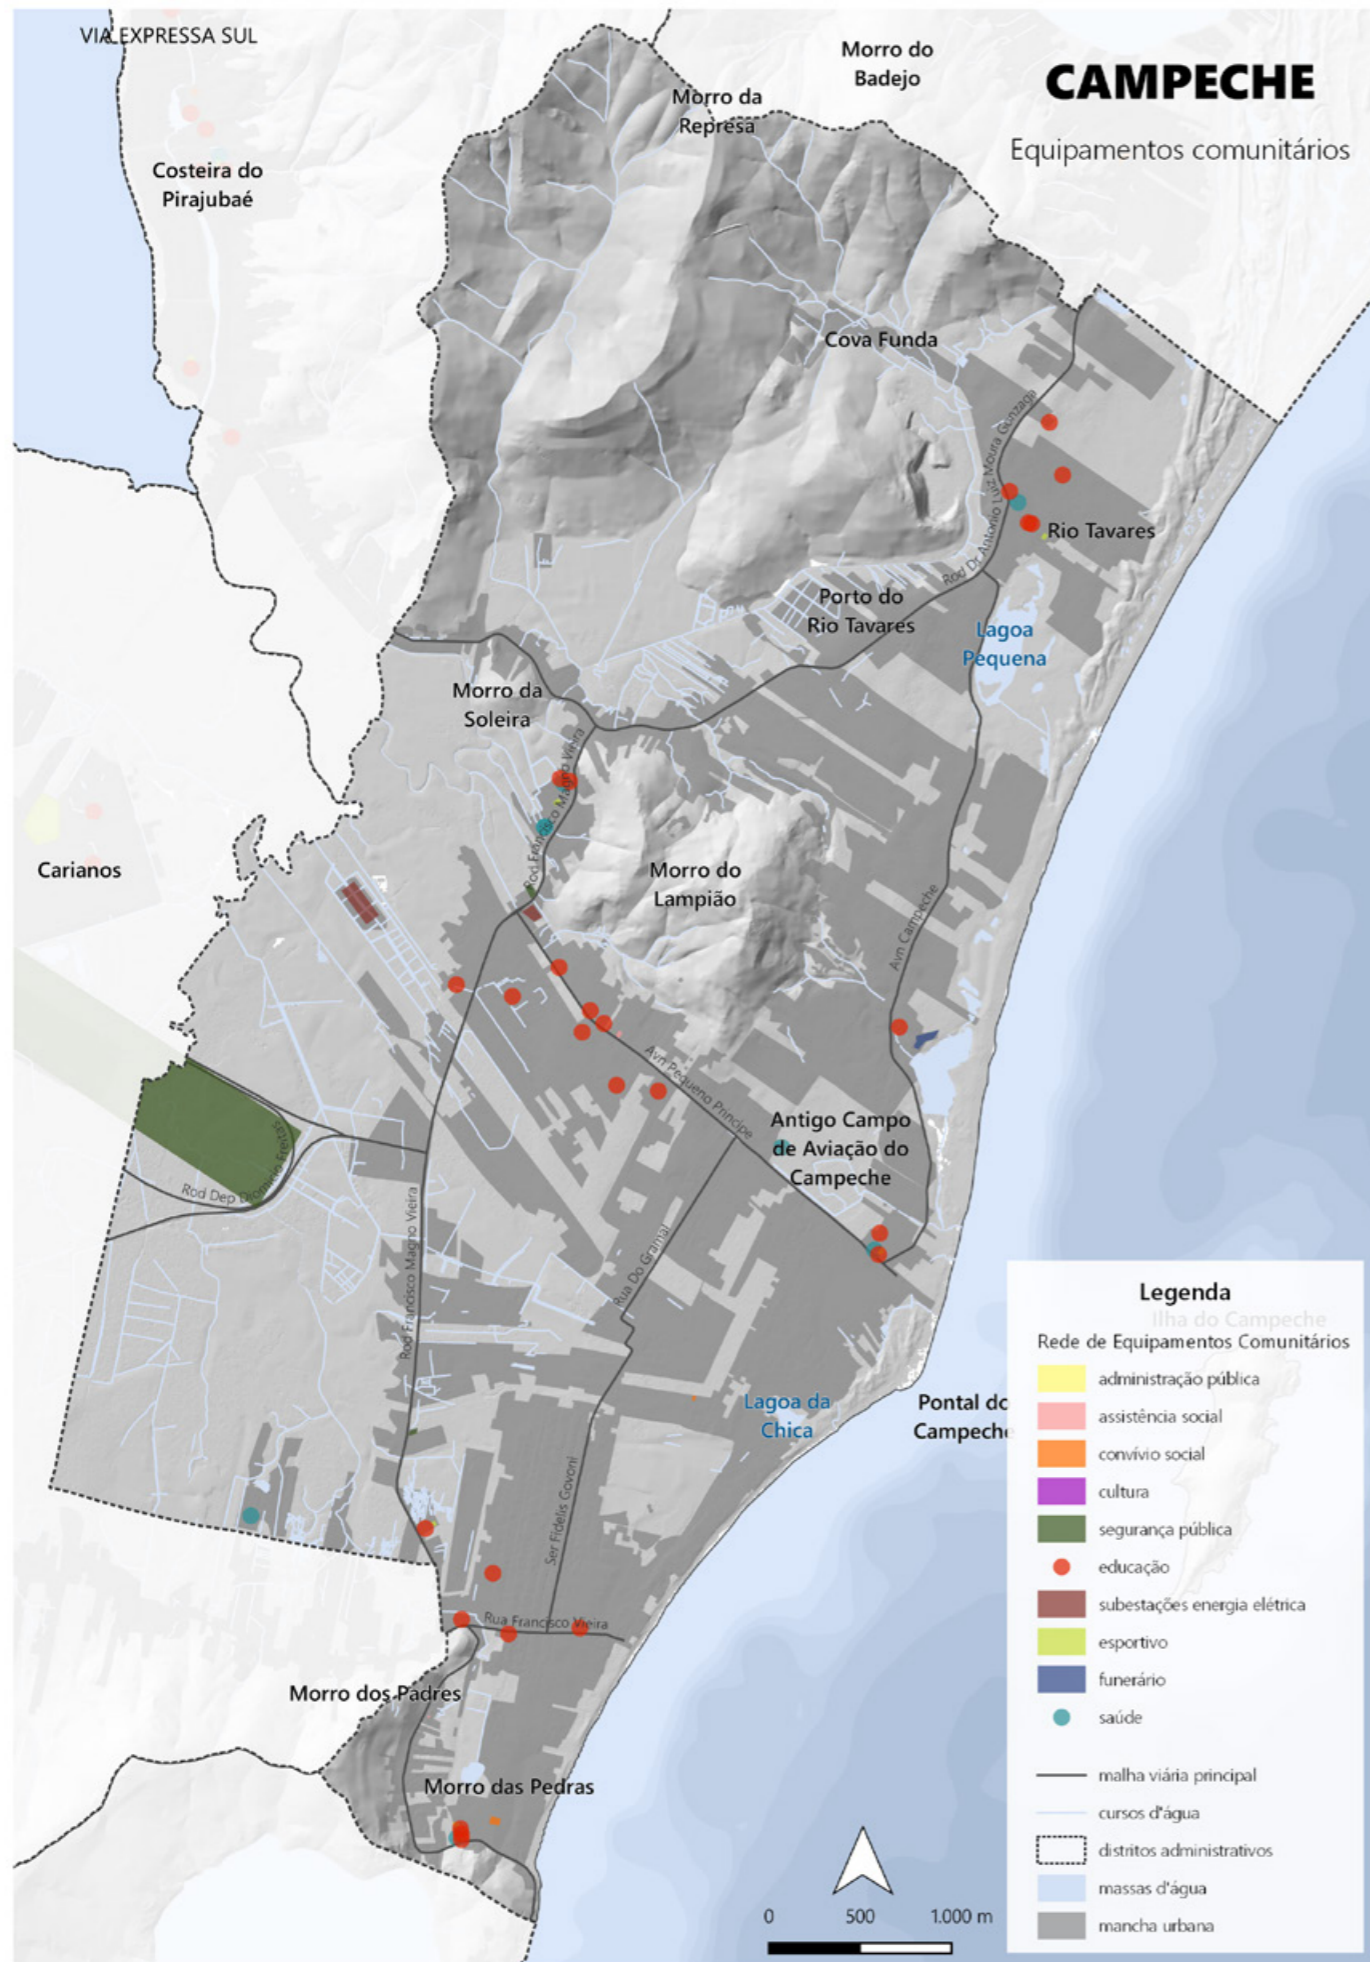 VIA EXPRESSA SUL
Morro do
Badejo
CAMPECHE
Morro da
Represa
Equipamentos comunitários
Costeira do
Pirajubaé
Cova Funda
Rod Dr Antonio Luiz Moura Gonzaga
Rio Tavares
Porto do
Rio Tavares
Lagoa
Pequena
Morro da
Soleira
Rod Francisco Magno Vieira
Carianos
Morro do
Lampião
Avn Campeche
Avn Pequeno Principe
Antigo Campo
de Aviação do
Campeche
Rod Dep Diomicio Freitas
Rod Francisco Magno Vieira
Rua Do Gramal
Lagoa da
Chica
Pontal do
Campeche
Ser Fidelis Govoni
Rua Francisco Vieira
Morro dos Padres
Morro das Pedras
0 500 1.000 m
Legenda
Ilha do Campeche
Rede de Equipamentos Comunitários
administração pública
assistência social
convívio social
cultura
segurança pública
educação
subestações energia elétrica
esportivo
funerário
saúde
malha viária principal
cursos d'água
distritos administrativos
massas d'água
mancha urbana